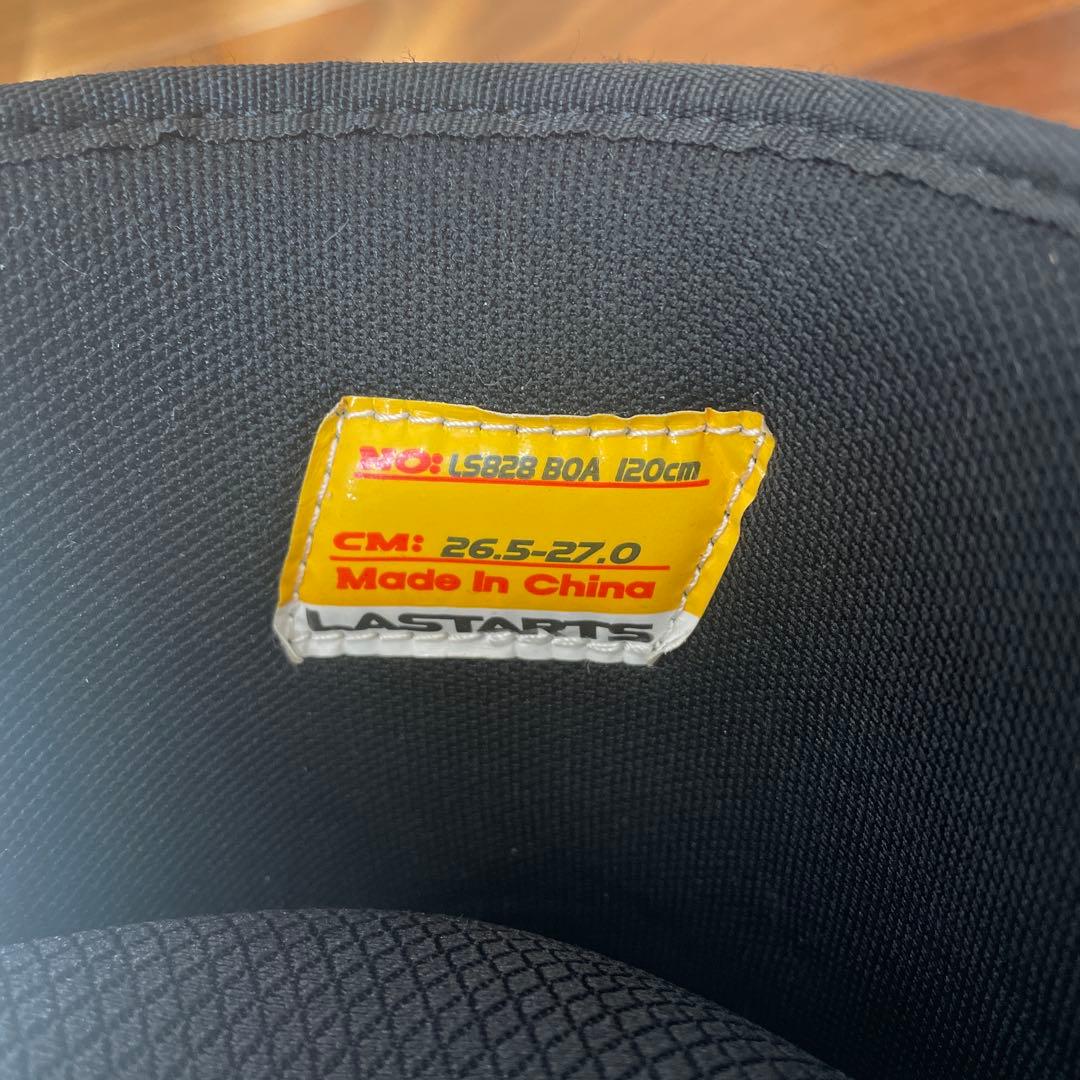 NO: LS828 BOA 120cm
CM: 26.5-27.0
Made In China
LASTARTS